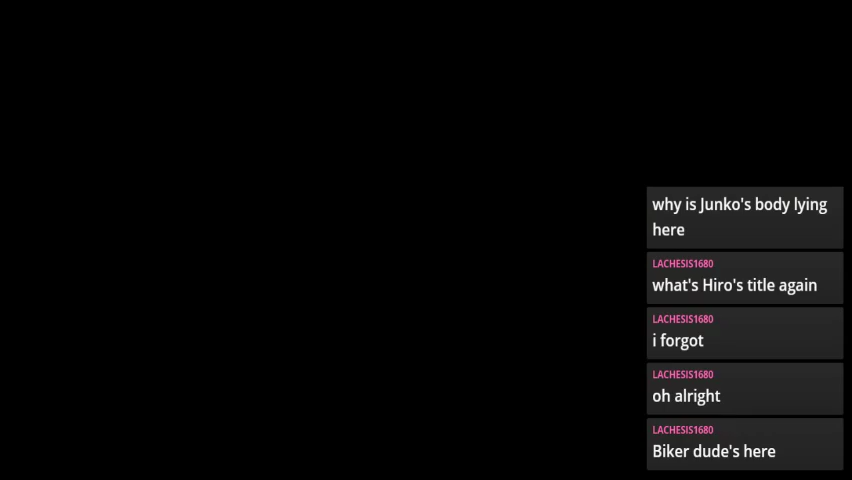 why is Junko's body lying
here
LACHESIS1680
what's Hiro's title again
LACHESIS1680
i forgot
LACHESIS1680
oh alright
LACHESIS1680
Biker dude's here